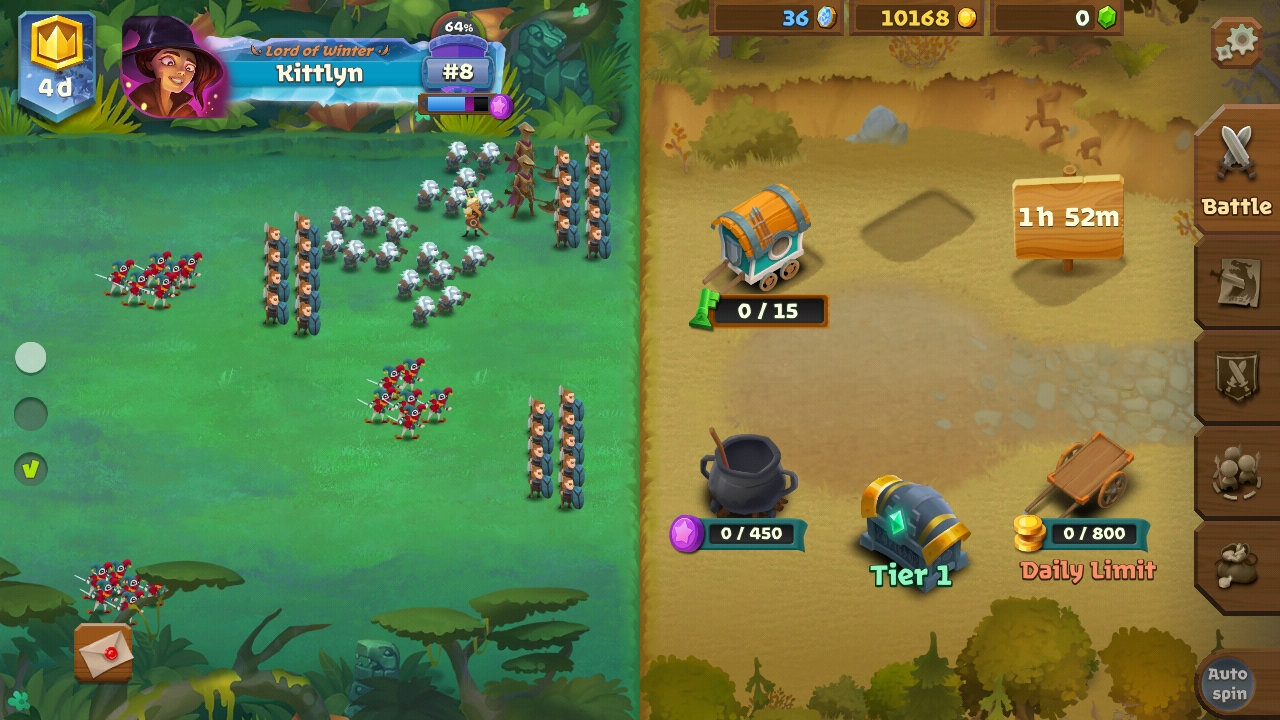 4d
Lord of Winter
Kittlyn
64%
#8
36
10168
0
1h 52m
0 / 15
0 / 450
Tier 1
0 / 800
Daily Limit
Battle
Auto
spin